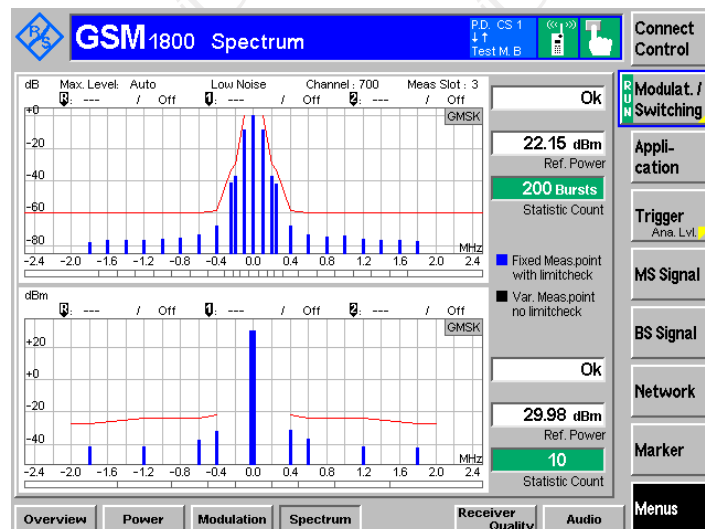 R&S GSM 1800 Spectrum P.D. CS 1 Test M. B
Connect Control
dB Max. Level: Auto Low Noise Channel : 700 Meas Slot : 3
R: --- / Off 1: --- / Off 2: --- / Off
GMSK
+0
-20
-40
-60
-80
MHz
-2.4 -2.0 -1.6 -1.2 -0.8 -0.4 0.0 0.4 0.8 1.2 1.6 2.0 2.4
Ok
22.15 dBm
Ref. Power
200 Bursts
Statistic Count
Fixed Meas.point
with limitcheck
Var. Meas.point
no limitcheck
dBm
R: --- / Off 1: --- / Off 2: --- / Off
GMSK
+20
+0
-20
-40
MHz
-2.4 -2.0 -1.6 -1.2 -0.8 -0.4 0.0 0.4 0.8 1.2 1.6 2.0 2.4
Ok
29.98 dBm
Ref. Power
10
Statistic Count
RUN
Modulat. /
Switching
Appli-
cation
Trigger
Ana. Lvl.
MS Signal
BS Signal
Network
Marker
Menus
Overview Power Modulation Spectrum Receiver Quality Audio